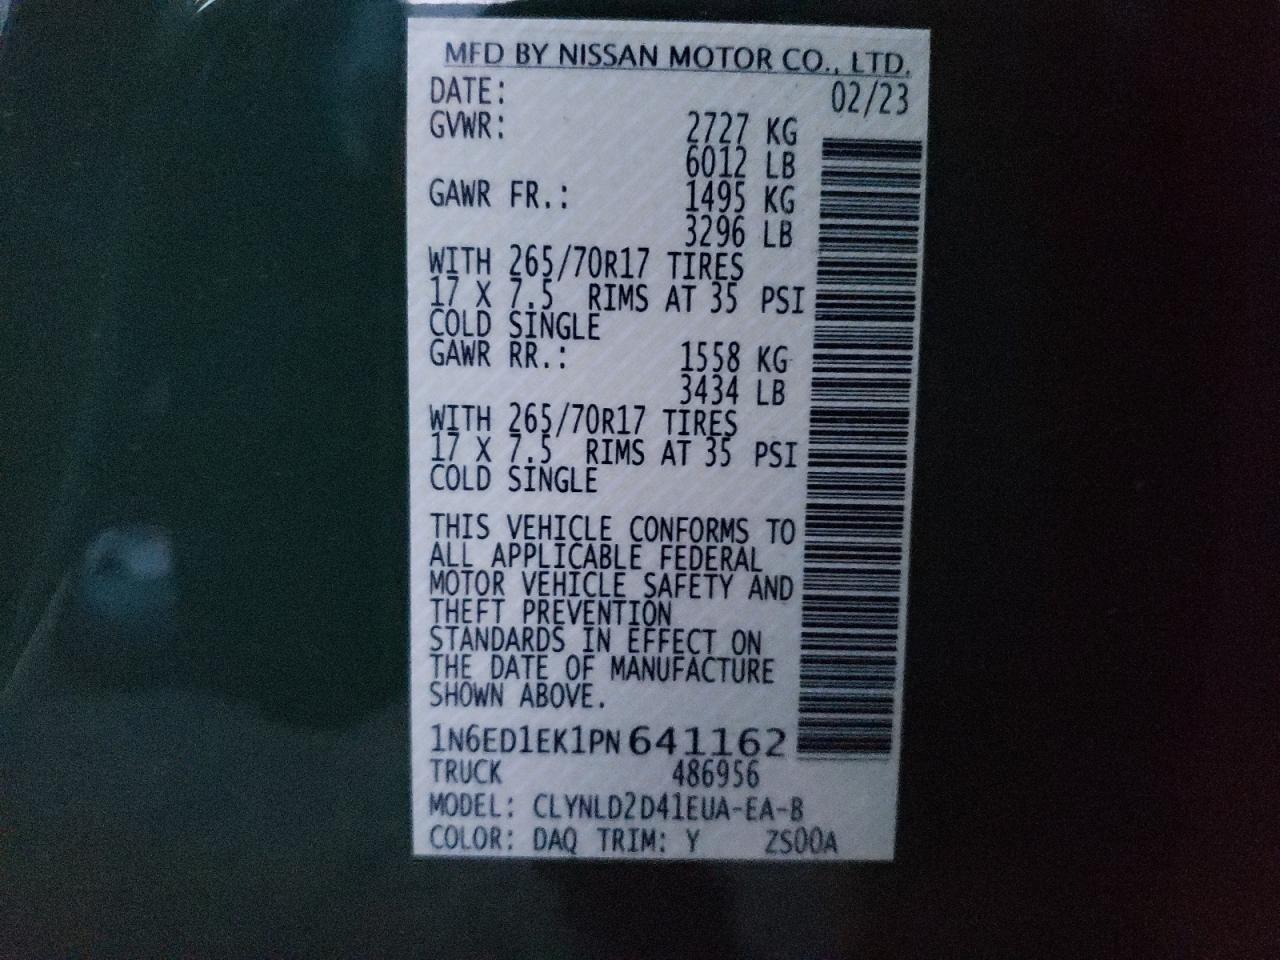 MFD BY NISSAN MOTOR CO., LTD.
DATE: 02/23
GVWR: 2727 KG
6012 LB
GAWR FR.: 1495 KG
3296 LB
WITH 265/70R17 TIRES
17 X 7.5 RIMS AT 35 PSI
COLD SINGLE
GAWR RR.: 1558 KG
3434 LB
WITH 265/70R17 TIRES
17 X 7.5 RIMS AT 35 PSI
COLD SINGLE
THIS VEHICLE CONFORMS TO
ALL APPLICABLE FEDERAL
MOTOR VEHICLE SAFETY AND
THEFT PREVENTION
STANDARDS IN EFFECT ON
THE DATE OF MANUFACTURE
SHOWN ABOVE.
1N6ED1EK1PN641162
TRUCK 486956
MODEL: CLYNLD2D41EUA-EA-B
COLOR: DAQ TRIM: Y ZS00A